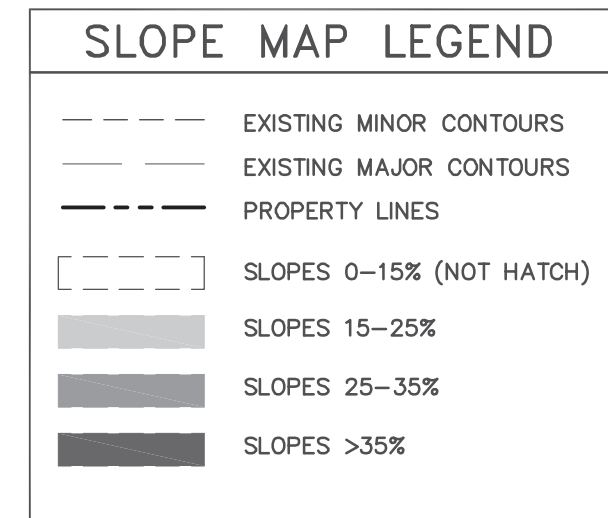 SLOPE MAP LEGEND
EXISTING MINOR CONTOURS
EXISTING MAJOR CONTOURS
PROPERTY LINES
SLOPES 0–15% (NOT HATCH)
SLOPES 15–25%
SLOPES 25–35%
SLOPES >35%